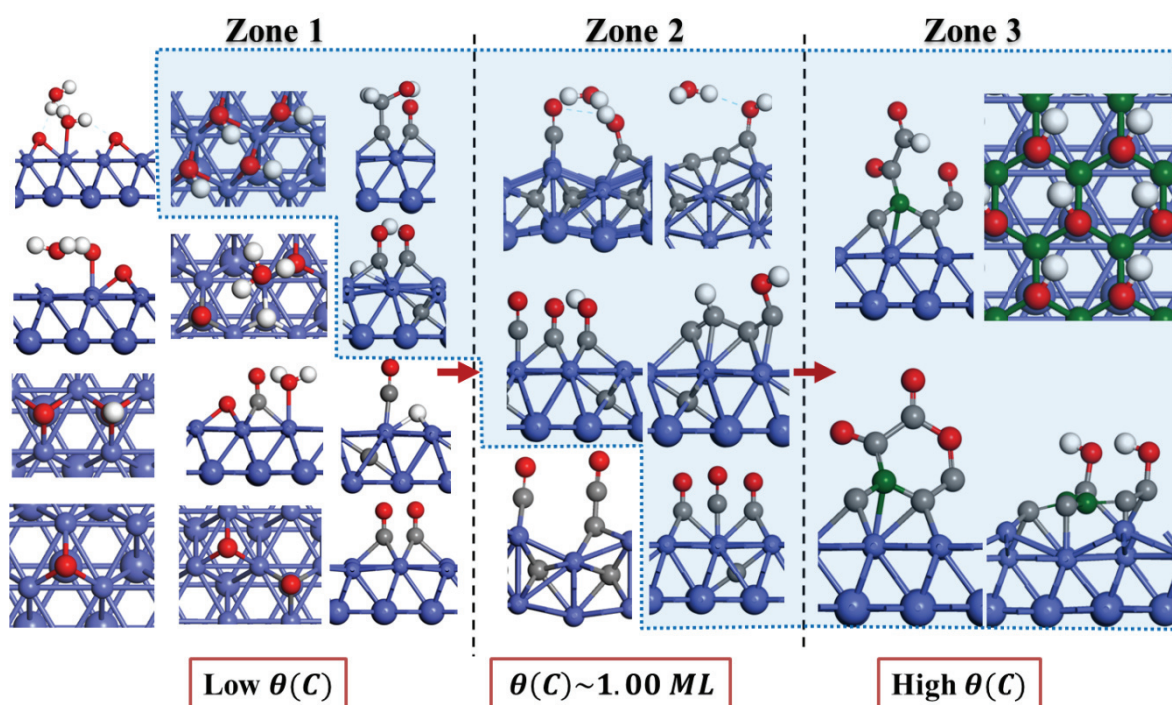 Zone 1
Zone 2
Zone 3
Low θ(C)
θ(C)~1.00 ML
High θ(C)